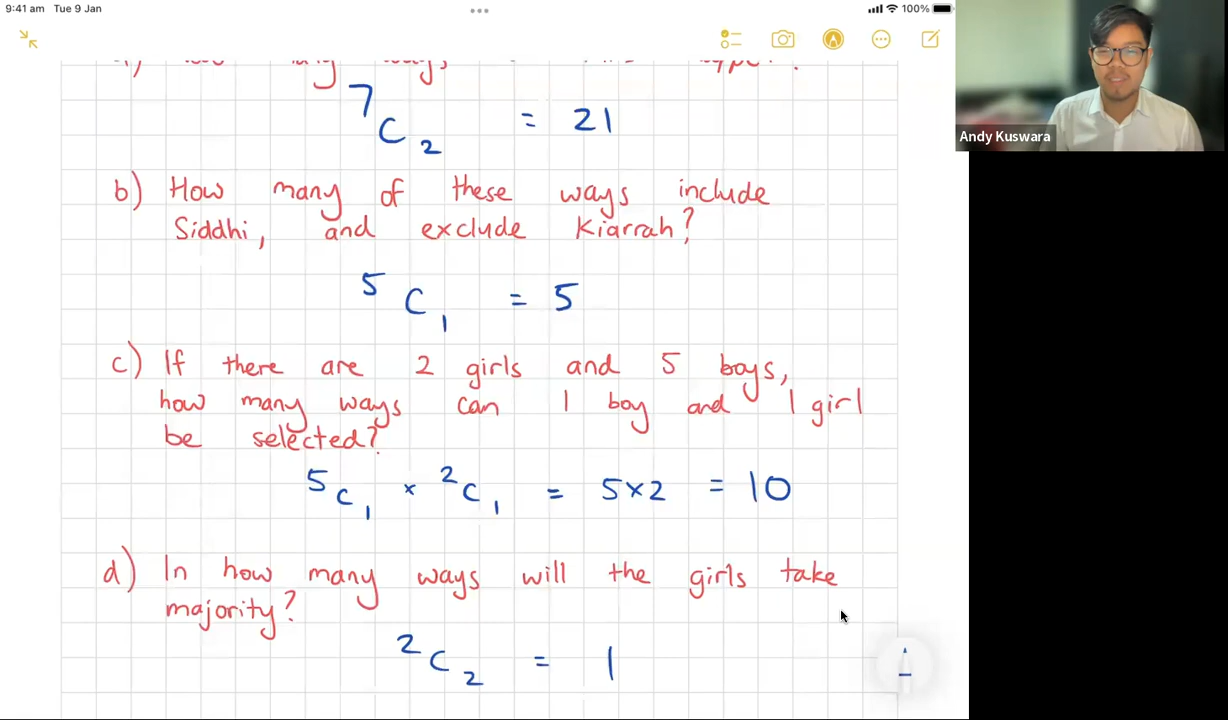 9:41 am Tue 9 Jan
100%
⁷C₂ = 21
b) How many of these ways include
Siddhi, and exclude Kiarrah?
⁵C₁ = 5
c) If there are 2 girls and 5 boys,
how many ways can 1 boy and 1 girl
be selected?
⁵C₁ × ²C₁ = 5×2 = 10
d) In how many ways will the girls take
majority?
²C₂ = 1
Andy Kuswara